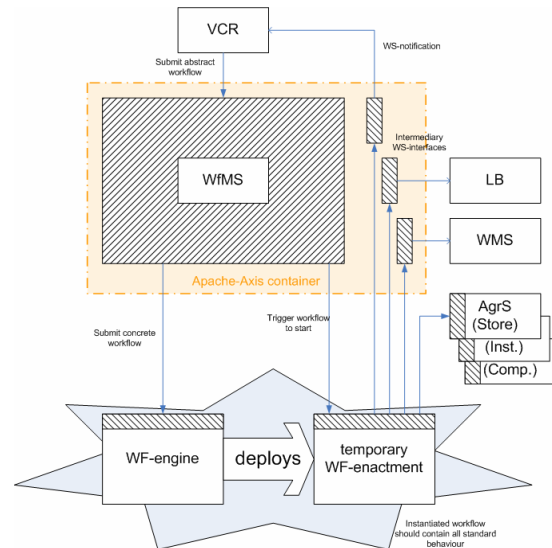 VCR
WS-notification
Submit abstract
workflow
Intermediary
WS-interfaces
WfMS
LB
WMS
Apache-Axis container
AgrS
(Store)
(Inst.)
(Comp.)
Submit concrete
workflow
Trigger workflow
to start
WF-engine
deploys
temporary
WF-enactment
Instantiated workflow
should contain all standard
behaviour